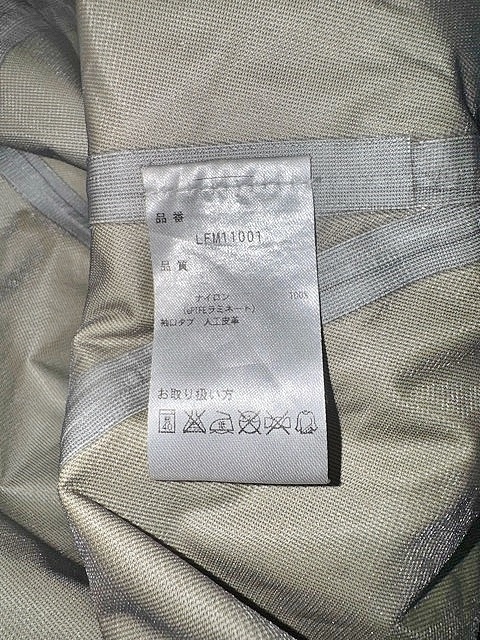 品番
LFM11001
品質
ナイロン 100%
(ePTFEラミネート)
袖口タブ 人工皮革
お取り扱い方